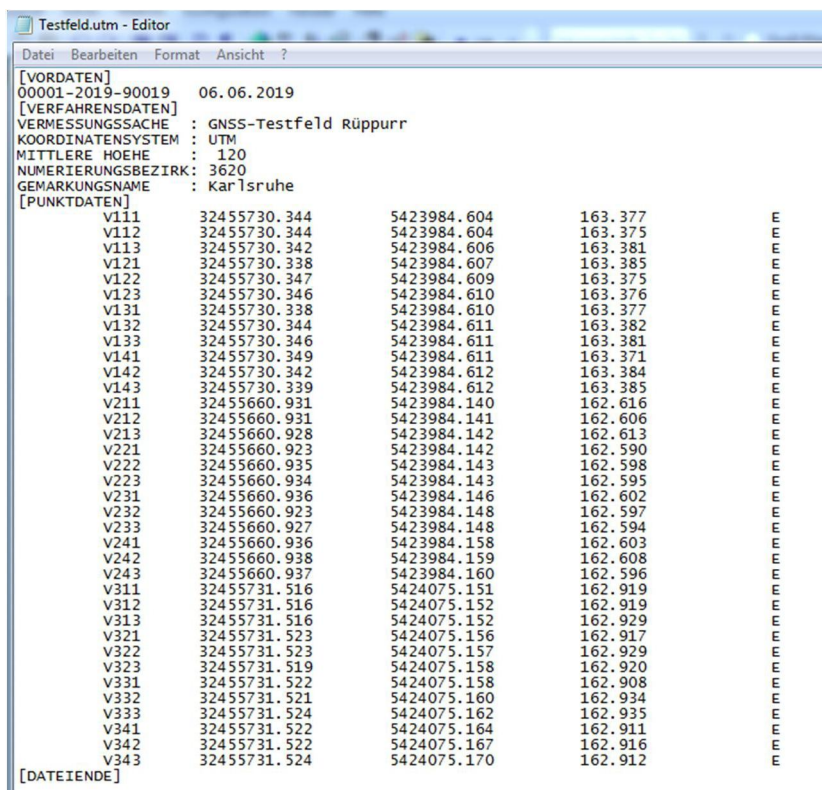 Testfeld.utm - Editor
Datei Bearbeiten Format Ansicht ?
[VORDATEN]
00001-2019-90019 06.06.2019
[VERFAHRENSDATEN]
VERMESSUNGSSACHE : GNSS-Testfeld Rüppurr
KOORDINATENSYSTEM : UTM
MITTLERE HOEHE : 120
NUMERIERUNGSBEZIRK: 3620
GEMARKUNGSNAME : Karlsruhe
[PUNKTDATEN]
V111 32455730.344 5423984.604 163.377 E
V112 32455730.344 5423984.604 163.375 E
V113 32455730.342 5423984.606 163.381 E
V121 32455730.338 5423984.607 163.385 E
V122 32455730.347 5423984.609 163.375 E
V123 32455730.346 5423984.610 163.376 E
V131 32455730.338 5423984.610 163.377 E
V132 32455730.344 5423984.611 163.382 E
V133 32455730.346 5423984.611 163.381 E
V141 32455730.349 5423984.611 163.371 E
V142 32455730.342 5423984.612 163.384 E
V143 32455730.339 5423984.612 163.385 E
V211 32455660.931 5423984.140 162.616 E
V212 32455660.931 5423984.141 162.606 E
V213 32455660.928 5423984.142 162.613 E
V221 32455660.923 5423984.142 162.590 E
V222 32455660.935 5423984.143 162.598 E
V223 32455660.934 5423984.143 162.595 E
V231 32455660.936 5423984.146 162.602 E
V232 32455660.923 5423984.148 162.597 E
V233 32455660.927 5423984.148 162.594 E
V241 32455660.936 5423984.158 162.603 E
V242 32455660.938 5423984.159 162.608 E
V243 32455660.937 5423984.160 162.596 E
V311 32455731.516 5424075.151 162.919 E
V312 32455731.516 5424075.152 162.919 E
V313 32455731.516 5424075.152 162.929 E
V321 32455731.523 5424075.156 162.917 E
V322 32455731.523 5424075.157 162.929 E
V323 32455731.519 5424075.158 162.920 E
V331 32455731.522 5424075.158 162.908 E
V332 32455731.521 5424075.160 162.934 E
V333 32455731.524 5424075.162 162.935 E
V341 32455731.522 5424075.164 162.911 E
V342 32455731.522 5424075.167 162.916 E
V343 32455731.524 5424075.170 162.912 E
[DATEIENDE]